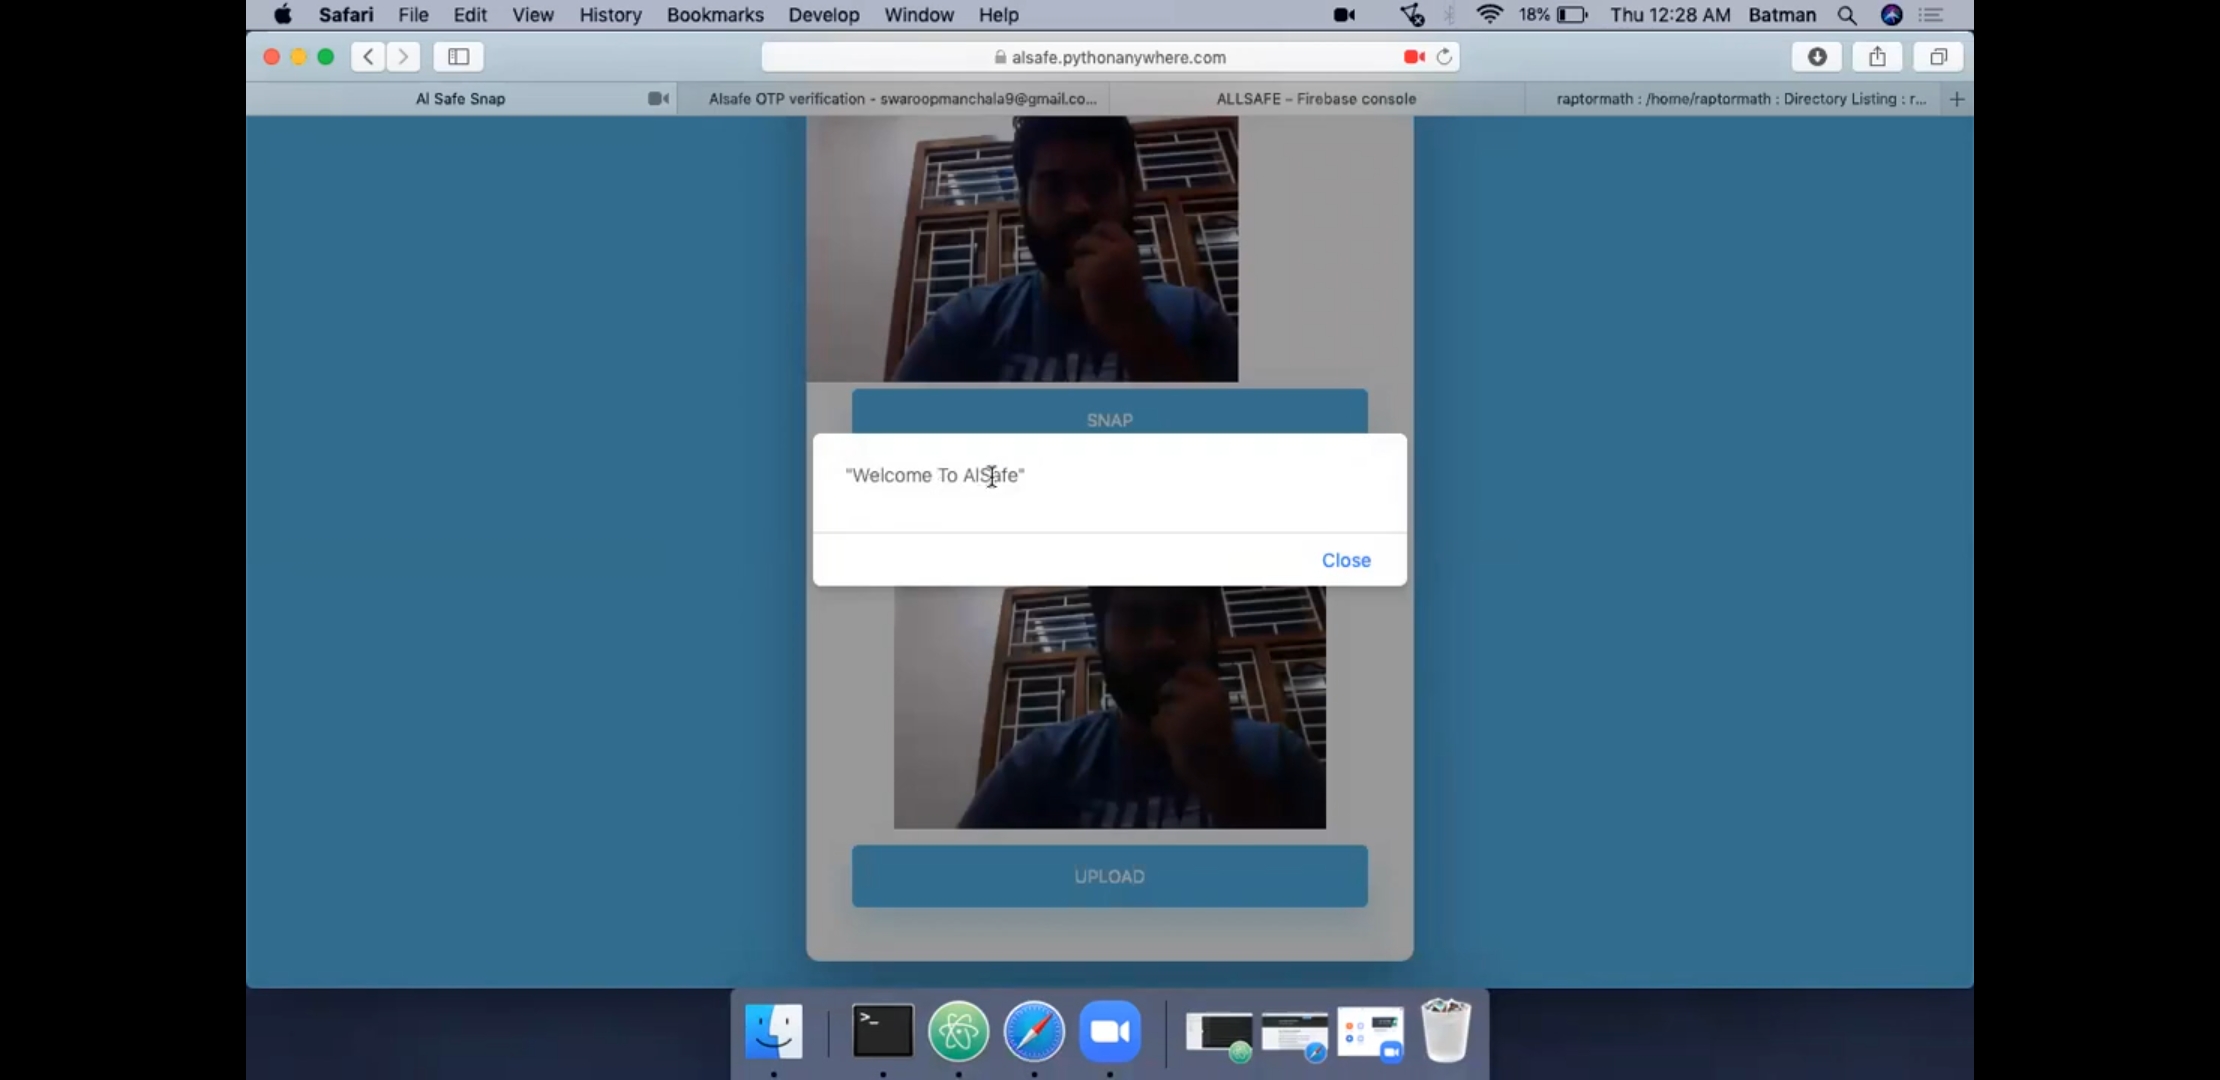 Safari File Edit View History Bookmarks Develop Window Help 18% Thu 12:28 AM Batman
alsafe.pythonanywhere.com
Al Safe Snap
Alsafe OTP verification - swaroopmanchala9@gmail.co...
ALLSAFE – Firebase console
raptormath : /home/raptormath : Directory Listing : r...
SNAP
"Welcome To AlSafe"
Close
UPLOAD